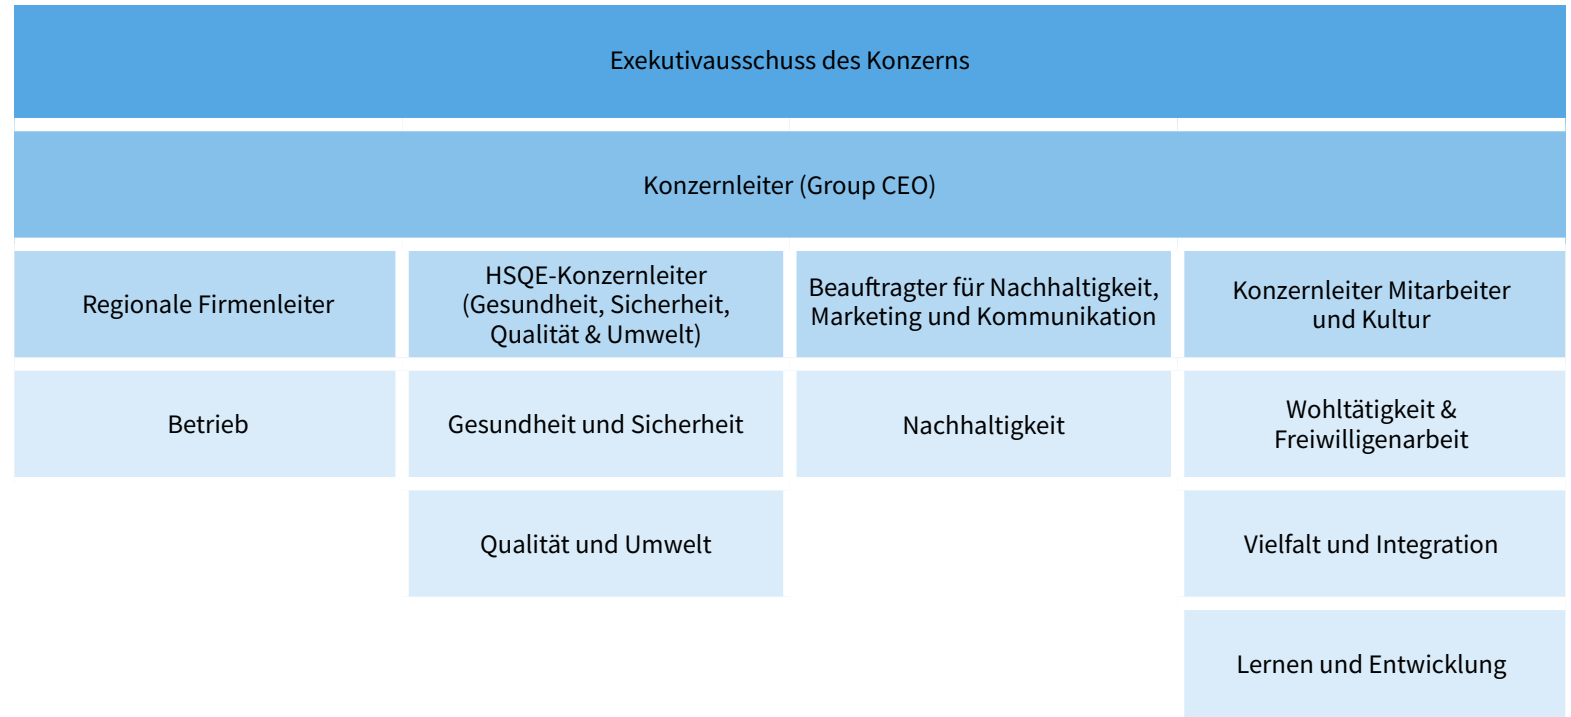 Exekutivausschuss des Konzerns
Konzernleiter (Group CEO)
Regionale Firmenleiter
HSQE-Konzernleiter
(Gesundheit, Sicherheit,
Qualität & Umwelt)
Beauftragter für Nachhaltigkeit,
Marketing und Kommunikation
Konzernleiter Mitarbeiter
und Kultur
Betrieb
Gesundheit und Sicherheit
Nachhaltigkeit
Wohltätigkeit &
Freiwilligenarbeit
Qualität und Umwelt
Vielfalt und Integration
Lernen und Entwicklung